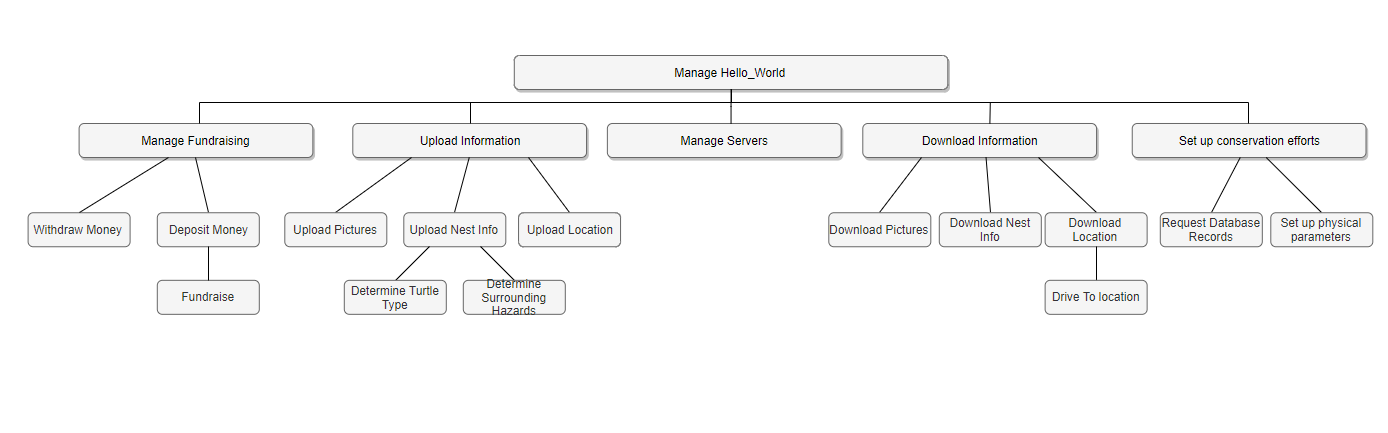 Manage Hello_World
Manage Fundraising
Upload Information
Manage Servers
Download Information
Set up conservation efforts
Withdraw Money
Deposit Money
Upload Pictures
Upload Nest Info
Upload Location
Download Pictures
Download Nest
Info
Download
Location
Request Database
Records
Set up physical
parameters
Fundraise
Determine Turtle
Type
Determine
Surrounding
Hazards
Drive To location